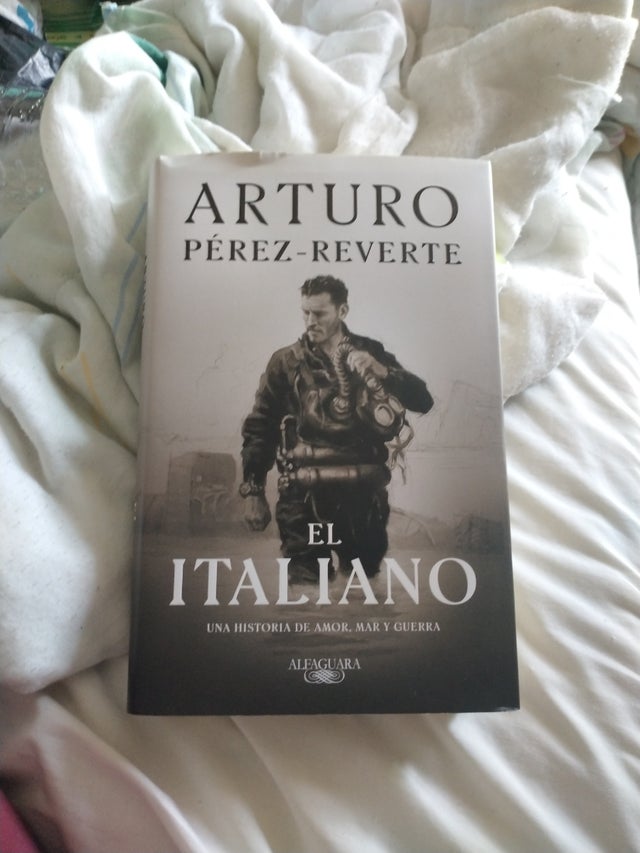 ARTURO
PÉREZ-REVERTE
EL
ITALIANO
UNA HISTORIA DE AMOR, MAR Y GUERRA
ALFAGUARA